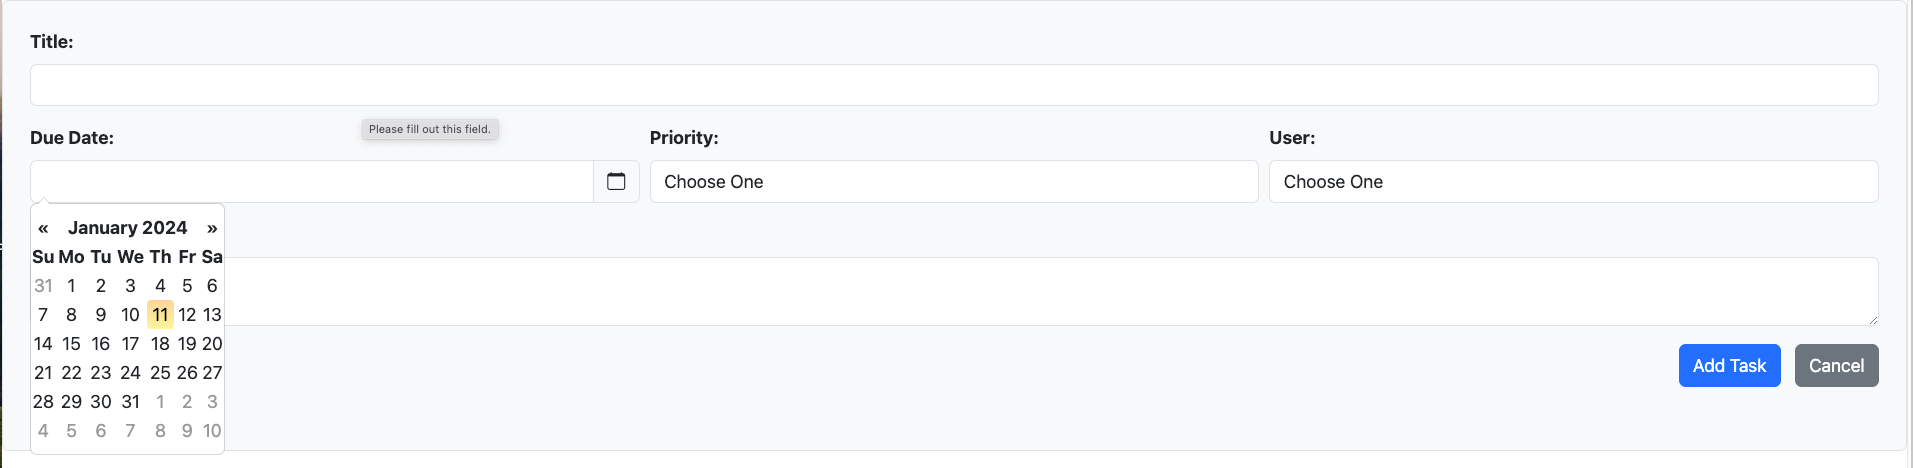 Title:
Please fill out this field.
Due Date:
Priority:
User:
Choose One
Choose One
« January 2024 »
Su Mo Tu We Th Fr Sa
31 1 2 3 4 5 6
7 8 9 10 11 12 13
14 15 16 17 18 19 20
21 22 23 24 25 26 27
28 29 30 31 1 2 3
4 5 6 7 8 9 10
Add Task
Cancel